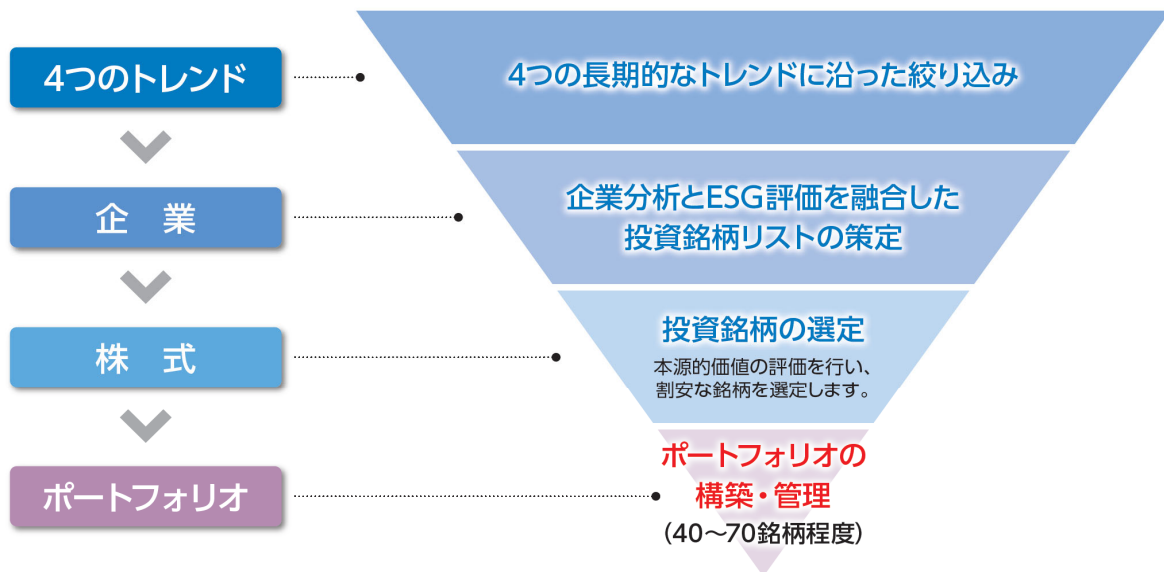 4つのトレンド
4つの長期的なトレンドに沿った絞り込み
企 業
企業分析とESG評価を融合した
投資銘柄リストの策定
株 式
投資銘柄の選定
本源的価値の評価を行い、
割安な銘柄を選定します。
ポートフォリオ
ポートフォリオの
構築・管理
(40~70銘柄程度)